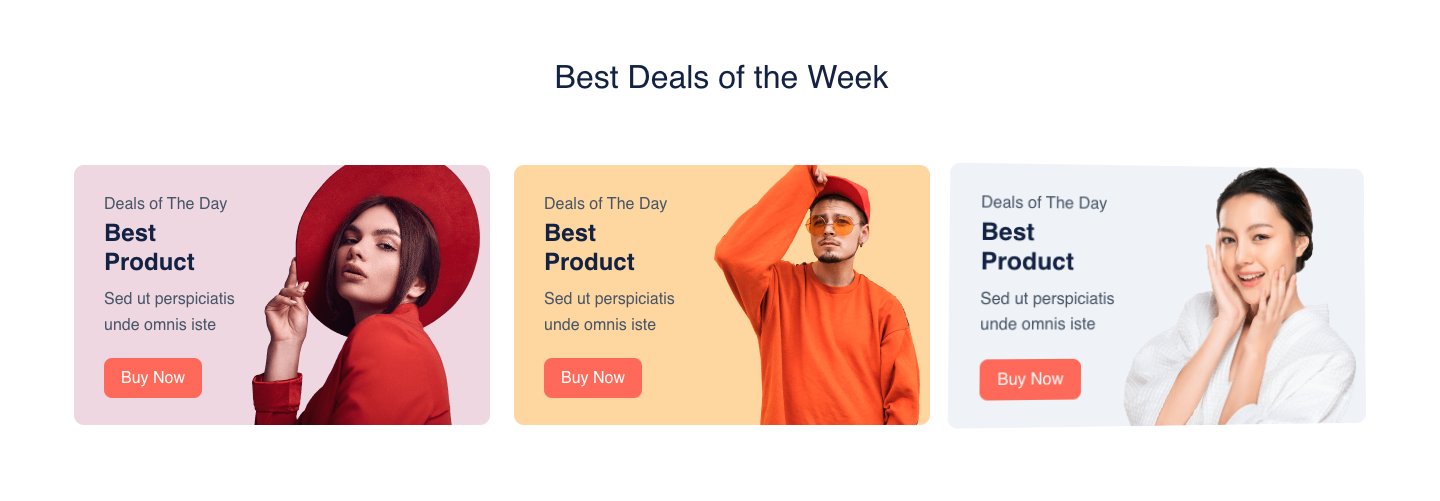 Best Deals of the Week
Deals of The Day
Best
Product
Sed ut perspiciatis
unde omnis iste
Buy Now
Deals of The Day
Best
Product
Sed ut perspiciatis
unde omnis iste
Buy Now
Deals of The Day
Best
Product
Sed ut perspiciatis
unde omnis iste
Buy Now